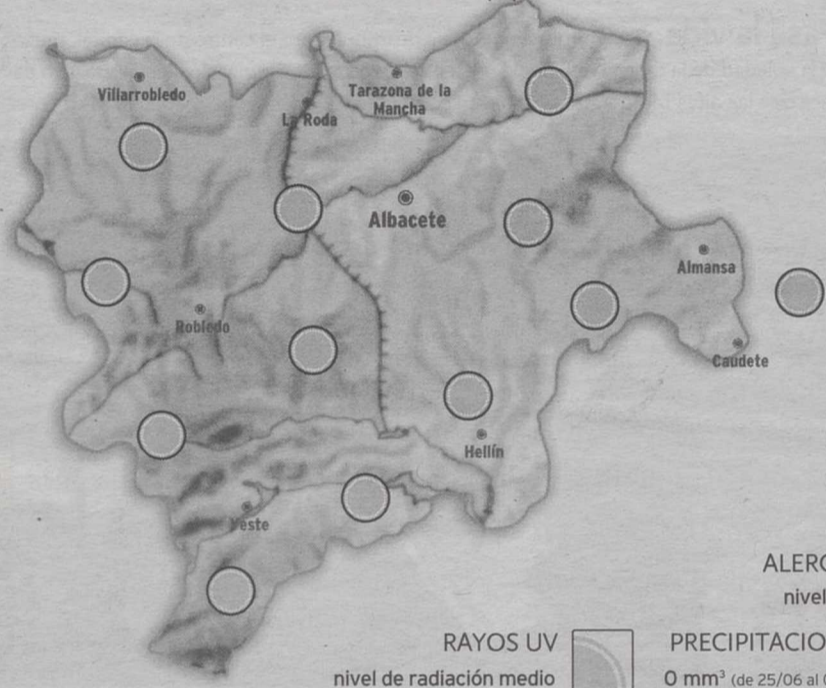 Villarrobledo
Tarazona de la
Mancha
La Roda
Albacete
Almansa
Robledo
Caudete
Hellín
Yeste
RAYOS UV
nivel de radiación medio
ALERG
nivel
PRECIPITACIO
0 mm³ (de 25/06 al